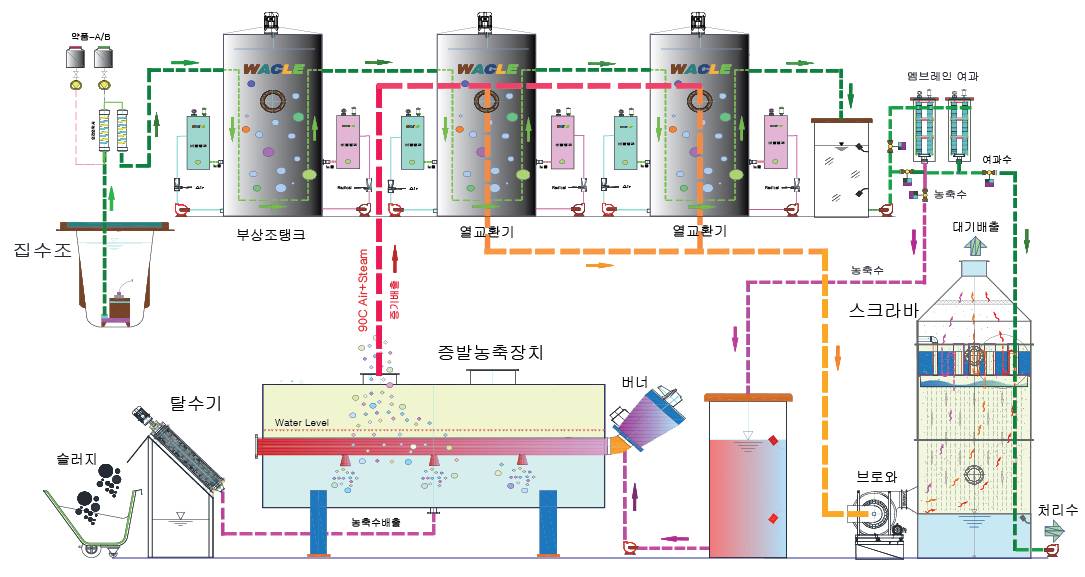 약품-A/B
WACLE
WACLE
WACLE
멤브레인 여과
여과수
농축수
Air
Radical
Air
Radical
Air
Radical
집수조
부상조탱크
열교환기
열교환기
대기배출
농축수
90C Air+Steam
증기배출
스크라바
증발농축장치
버너
탈수기
Water Level
슬러지
농축수배출
브로와
처리수